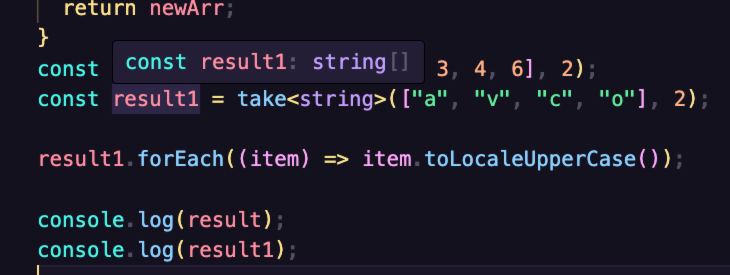 return newArr;
}
const result1: string[]
const 3, 4, 6], 2);
const result1 = take<string>(["a", "v", "c", "o"], 2);
result1.forEach((item) => item.toLocaleUpperCase());
console.log(result);
console.log(result1);